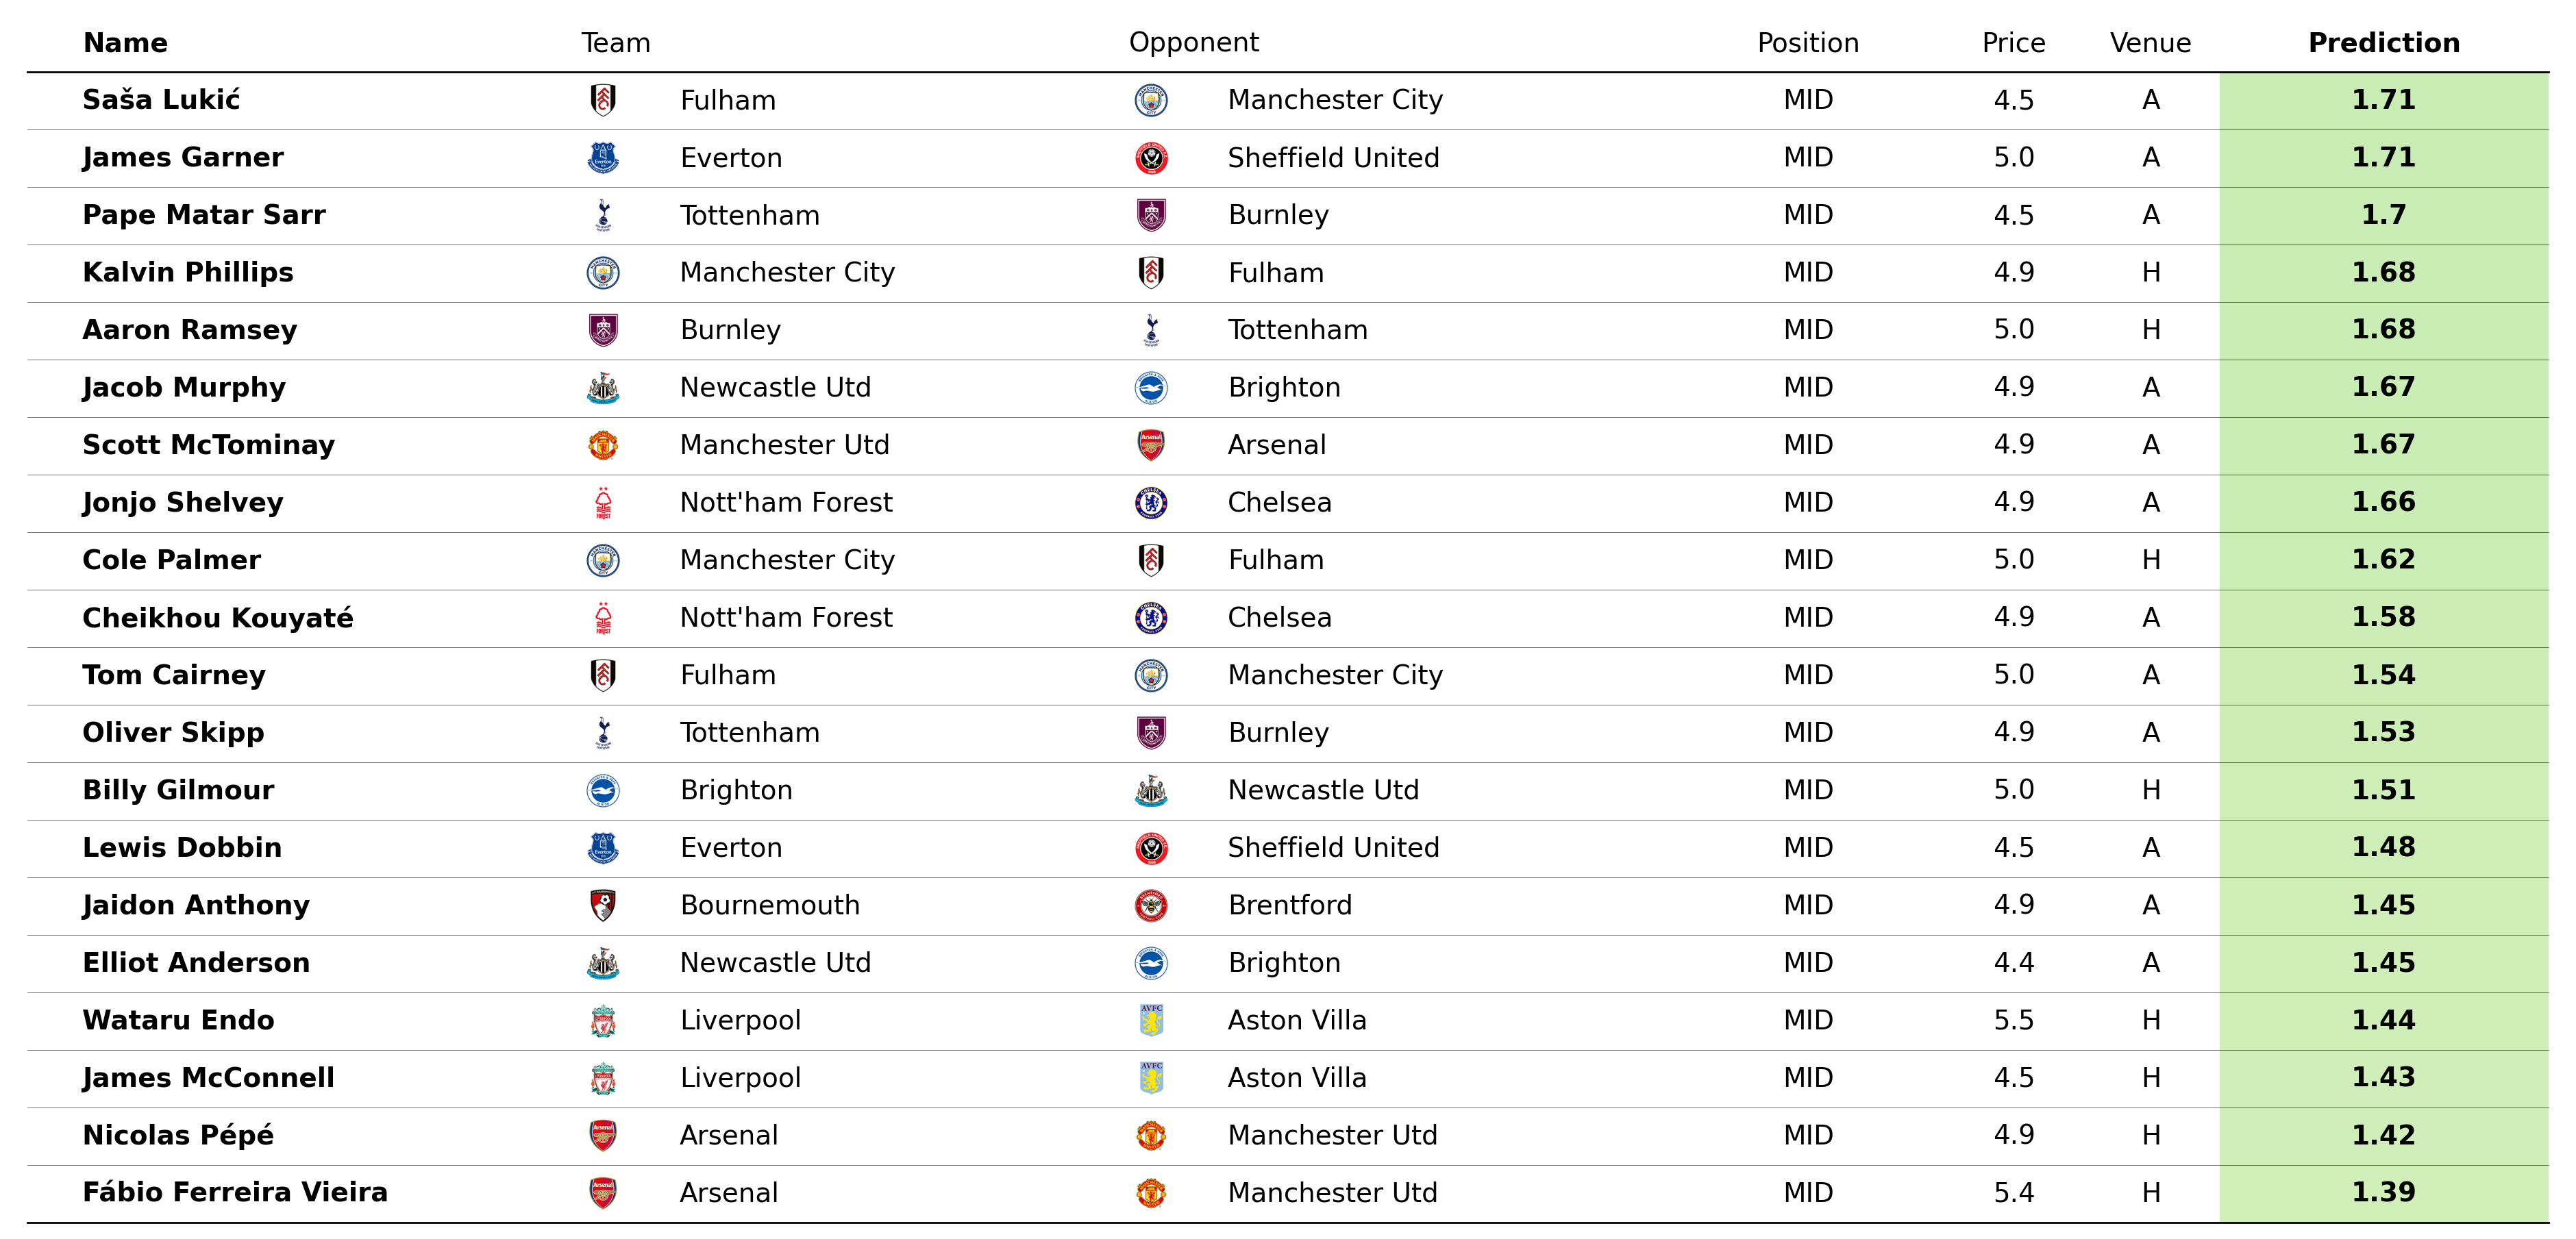 Name Team Opponent Position Price Venue Prediction
Saša Lukić Fulham Manchester City MID 4.5 A 1.71
James Garner Everton Sheffield United MID 5.0 A 1.71
Pape Matar Sarr Tottenham Burnley MID 4.5 A 1.7
Kalvin Phillips Manchester City Fulham MID 4.9 H 1.68
Aaron Ramsey Burnley Tottenham MID 5.0 H 1.68
Jacob Murphy Newcastle Utd Brighton MID 4.9 A 1.67
Scott McTominay Manchester Utd Arsenal MID 4.9 A 1.67
Jonjo Shelvey Nott'ham Forest Chelsea MID 4.9 A 1.66
Cole Palmer Manchester City Fulham MID 5.0 H 1.62
Cheikhou Kouyaté Nott'ham Forest Chelsea MID 4.9 A 1.58
Tom Cairney Fulham Manchester City MID 5.0 A 1.54
Oliver Skipp Tottenham Burnley MID 4.9 A 1.53
Billy Gilmour Brighton Newcastle Utd MID 5.0 H 1.51
Lewis Dobbin Everton Sheffield United MID 4.5 A 1.48
Jaidon Anthony Bournemouth Brentford MID 4.9 A 1.45
Elliot Anderson Newcastle Utd Brighton MID 4.4 A 1.45
Wataru Endo Liverpool Aston Villa MID 5.5 H 1.44
James McConnell Liverpool Aston Villa MID 4.5 H 1.43
Nicolas Pépé Arsenal Manchester Utd MID 4.9 H 1.42
Fábio Ferreira Vieira Arsenal Manchester Utd MID 5.4 H 1.39